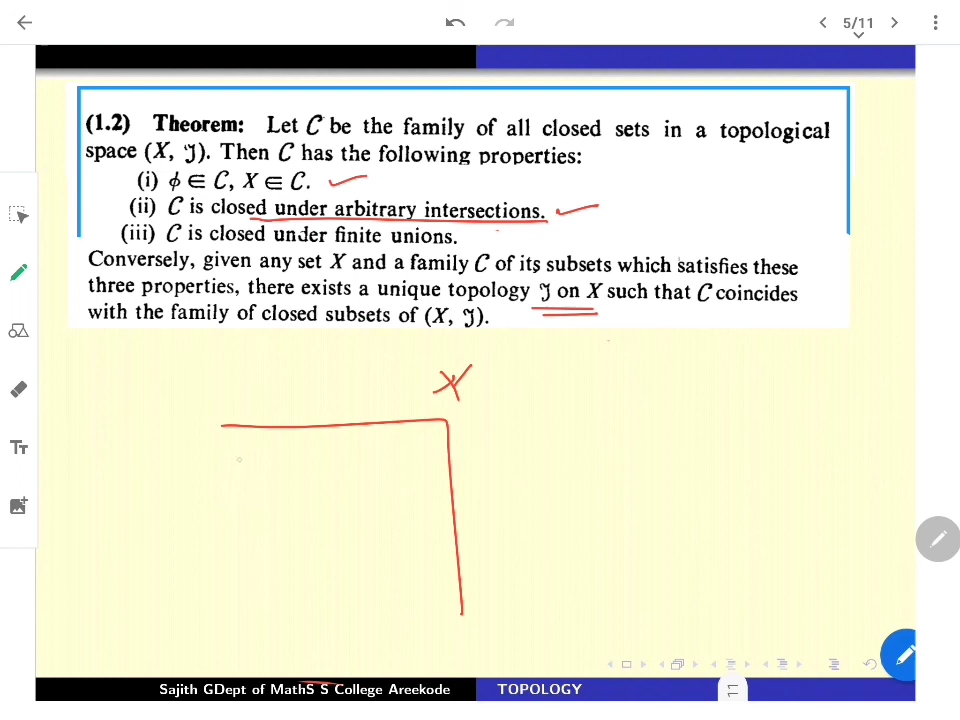 5/11
(1.2) Theorem: Let C be the family of all closed sets in a topological
space (X, J). Then C has the following properties:
(i) ϕ ∈ C, X ∈ C.
(ii) C is closed under arbitrary intersections.
(iii) C is closed under finite unions.
Conversely, given any set X and a family C of its subsets which satisfies these
three properties, there exists a unique topology J on X such that C coincides
with the family of closed subsets of (X, J).
X
Tт
Sajith GDept of MathS S College Areekode TOPOLOGY